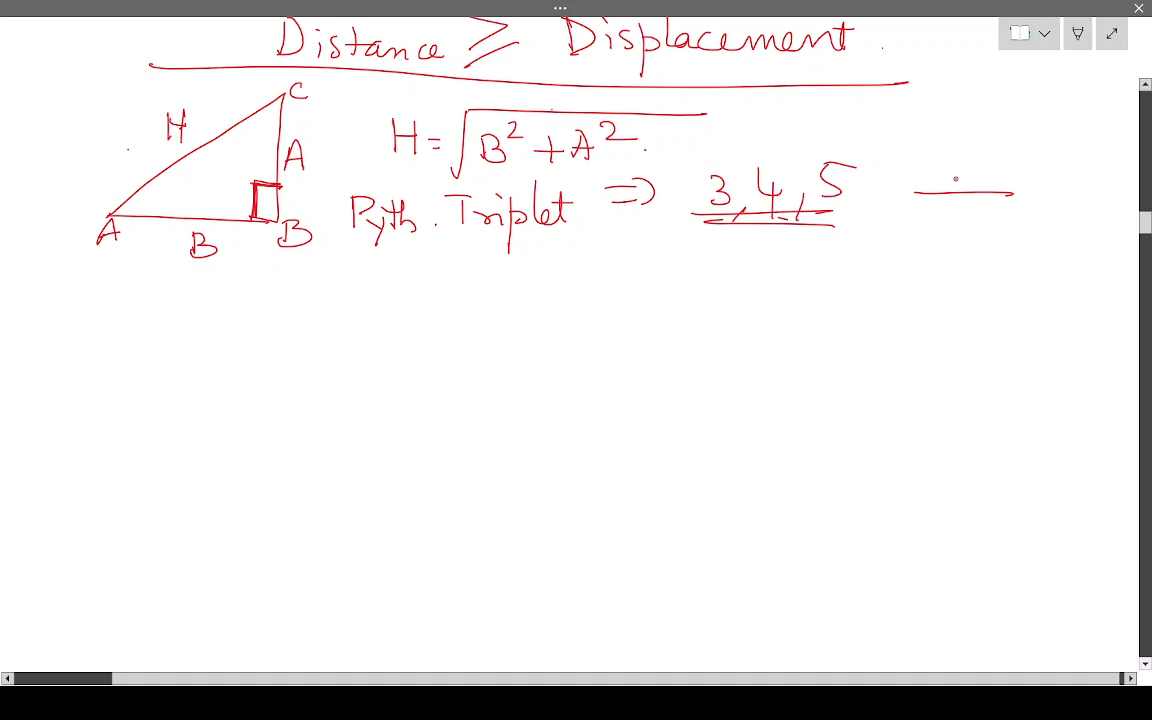 Distance ≥ Displacement.
C
H
A
A
B
B
H = √B² + A².
Pyth. Triplet ⇒ 3, 4, 5